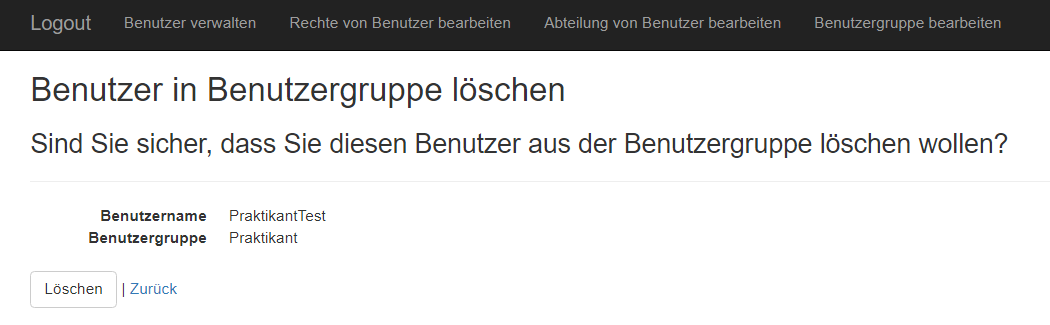 Logout Benutzer verwalten Rechte von Benutzer bearbeiten Abteilung von Benutzer bearbeiten Benutzergruppe bearbeiten
Benutzer in Benutzergruppe löschen
Sind Sie sicher, dass Sie diesen Benutzer aus der Benutzergruppe löschen wollen?
Benutzername PraktikantTest
Benutzergruppe Praktikant
Löschen | Zurück